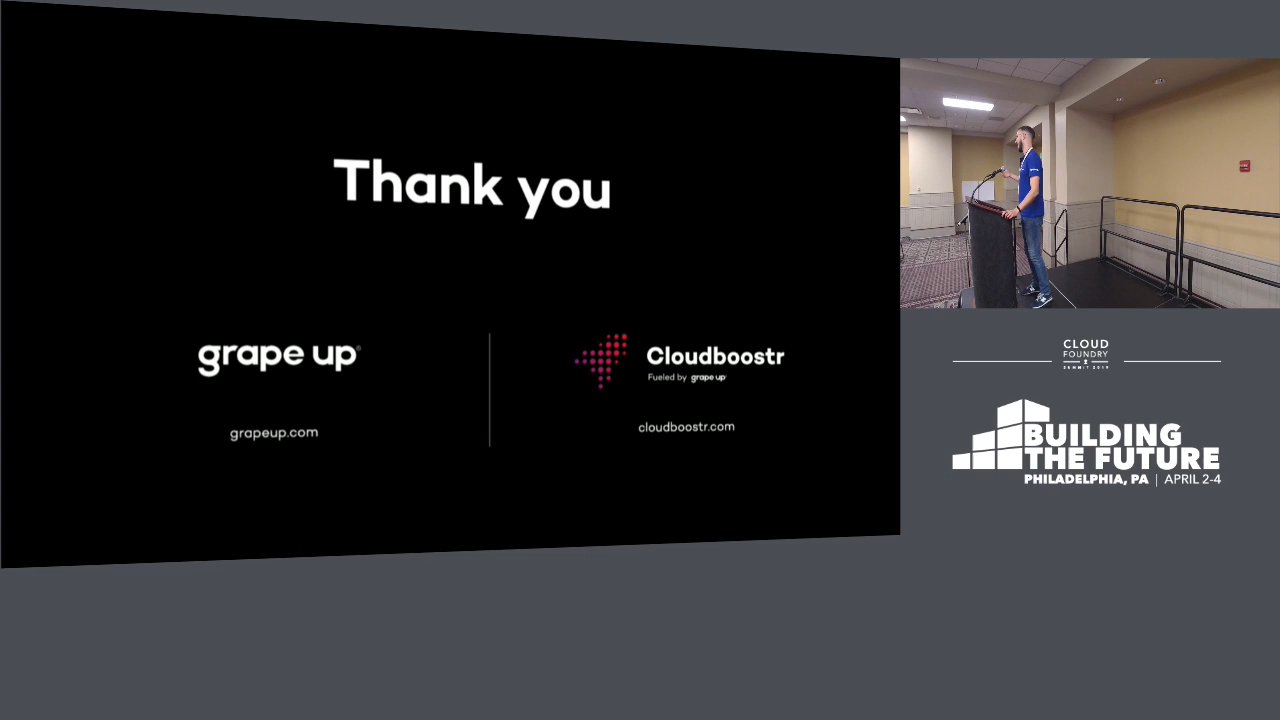 Thank you
grape up®
grapeup.com
Cloudboostr
Fueled by grape up
cloudboostr.com
CLOUD
FOUNDRY
SUMMIT 2019
BUILDING
THE FUTURE
PHILADELPHIA, PA | APRIL 2-4